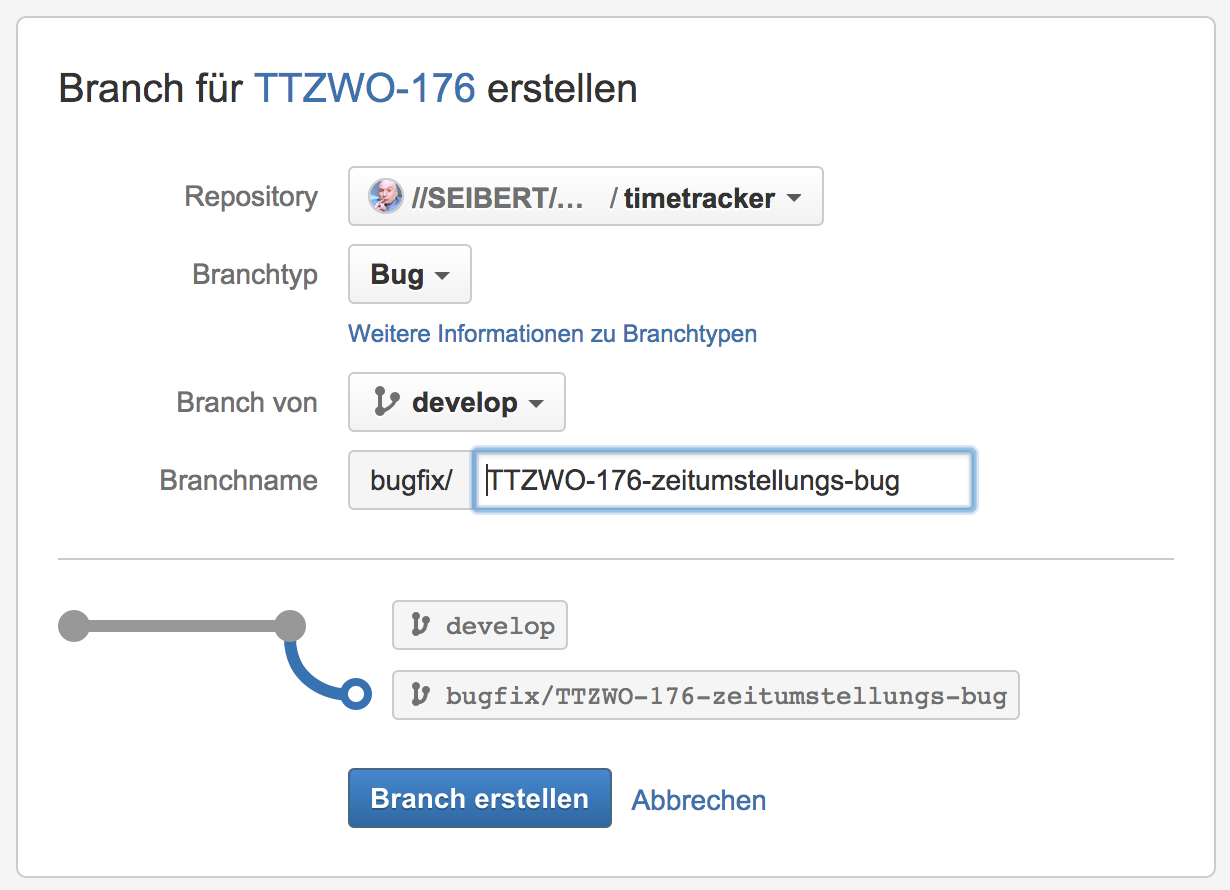 Branch für TTZWO-176 erstellen
Repository //SEIBERT/... / timetracker
Branchtyp Bug
Weitere Informationen zu Branchtypen
Branch von develop
Branchname bugfix/ TTZWO-176-zeitumstellungs-bug
develop
bugfix/TTZWO-176-zeitumstellungs-bug
Branch erstellen Abbrechen